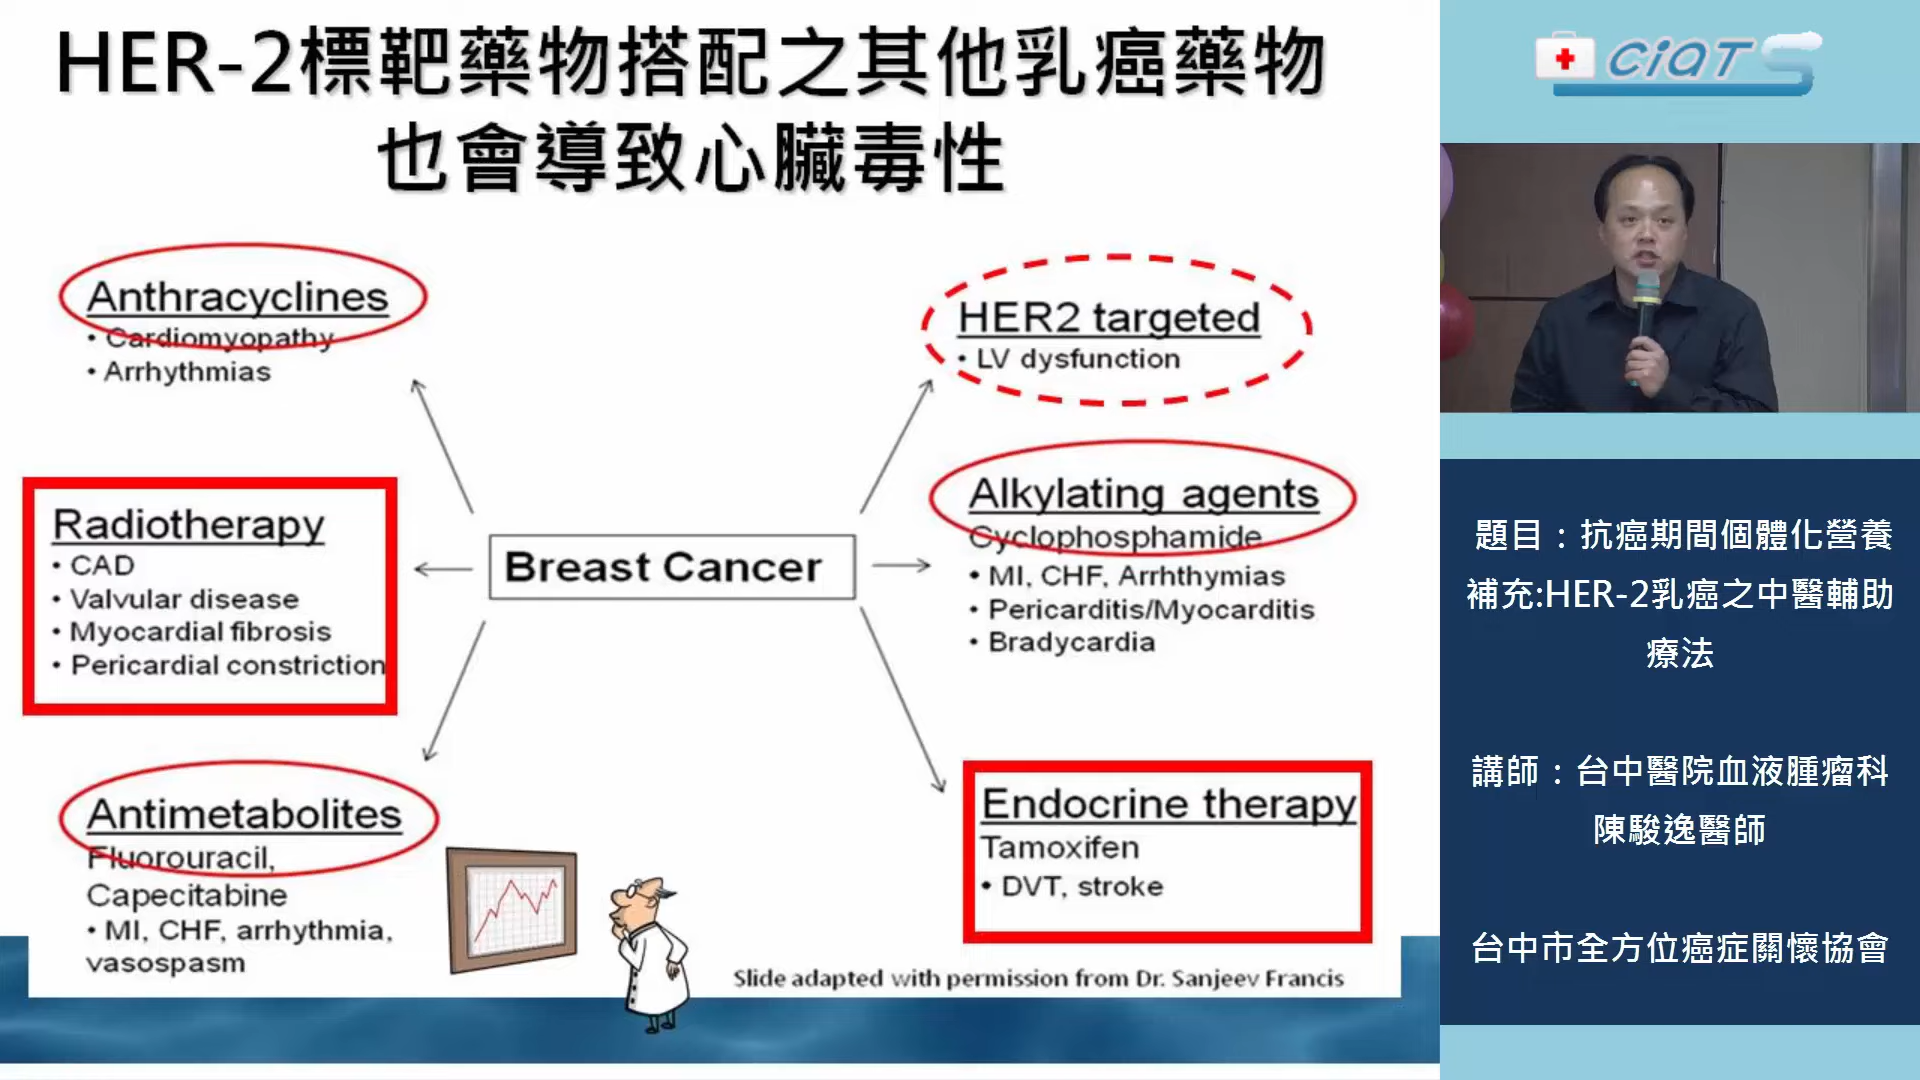 HER-2標靶藥物搭配之其他乳癌藥物
也會導致心臟毒性
Anthracyclines
• Cardiomyopathy
• Arrhythmias
HER2 targeted
• LV dysfunction
Radiotherapy
• CAD
• Valvular disease
• Myocardial fibrosis
• Pericardial constriction
Breast Cancer
Alkylating agents
Cyclophosphamide
• MI, CHF, Arrhthymias
• Pericarditis/Myocarditis
• Bradycardia
Antimetabolites
Fluorouracil,
Capecitabine
• MI, CHF, arrhythmia,
vasospasm
Endocrine therapy
Tamoxifen
• DVT, stroke
Slide adapted with permission from Dr. Sanjeev Francis
CiQTS
題目：抗癌期間個體化營養
補充:HER-2乳癌之中醫輔助
療法
講師：台中醫院血液腫瘤科
陳駿逸醫師
台中市全方位癌症關懷協會